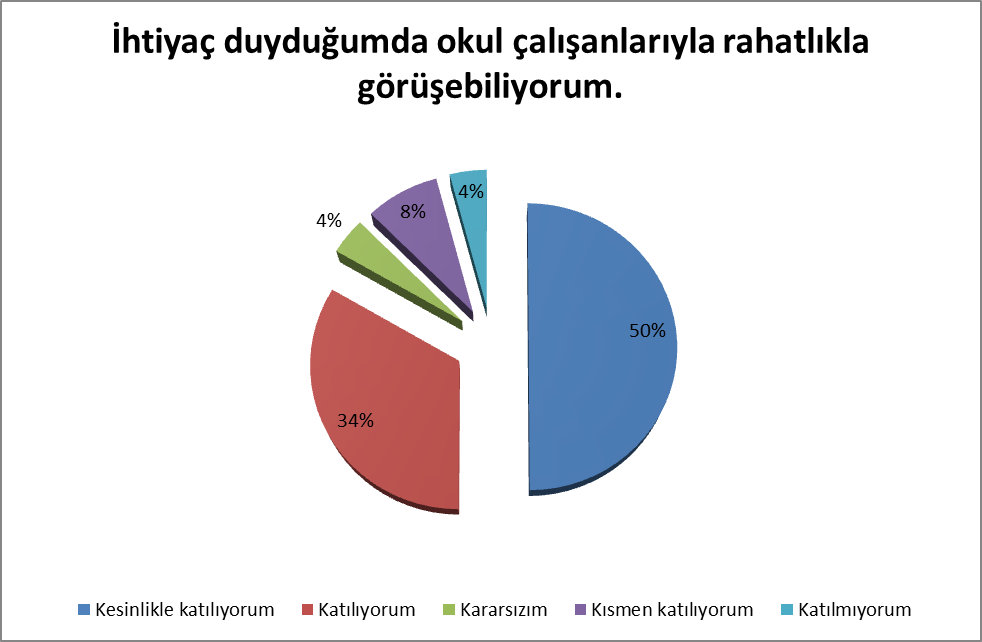 İhtiyaç duyduğumda okul çalışanlarıyla rahatlıkla
görüşebiliyorum.
4%
8%
4%
50%
34%
Kesinlikle katılıyorum Katılıyorum Kararsızım Kısmen katılıyorum Katılmıyorum